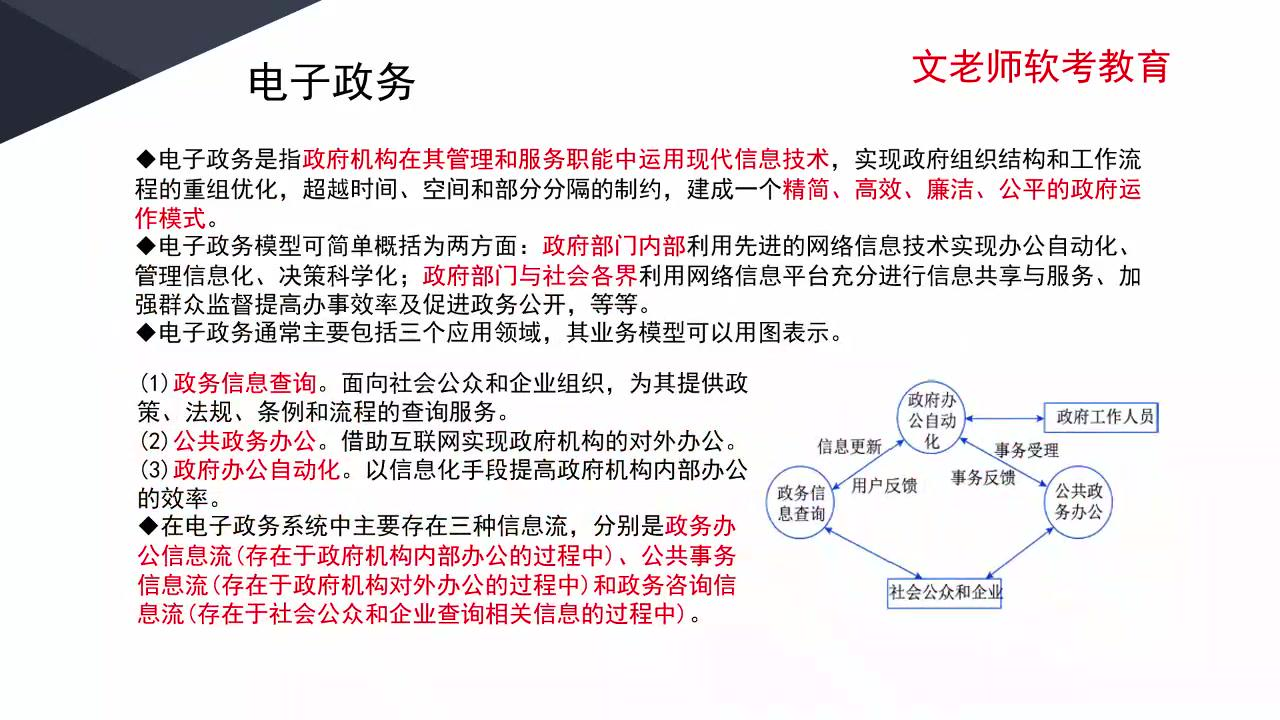 电子政务
文老师软考教育
◆电子政务是指政府机构在其管理和服务职能中运用现代信息技术，实现政府组织结构和工作流
程的重组优化，超越时间、空间和部分分隔的制约，建成一个精简、高效、廉洁、公平的政府运
作模式。
◆电子政务模型可简单概括为两方面：政府部门内部利用先进的网络信息技术实现办公自动化、
管理信息化、决策科学化；政府部门与社会各界利用网络信息平台充分进行信息共享与服务、加
强群众监督提高办事效率及促进政务公开，等等。
◆电子政务通常主要包括三个应用领域，其业务模型可以用图表示。
(1)政务信息查询。面向社会公众和企业组织，为其提供政
策、法规、条例和流程的查询服务。
(2)公共政务办公。借助互联网实现政府机构的对外办公。
(3)政府办公自动化。以信息化手段提高政府机构内部办公
的效率。
◆在电子政务系统中主要存在三种信息流，分别是政务办
公信息流(存在于政府机构内部办公的过程中)、公共事务
信息流(存在于政府机构对外办公的过程中)和政务咨询信
息流(存在于社会公众和企业查询相关信息的过程中)。
政府办
公自动
化
政府工作人员
信息更新
事务受理
用户反馈
事务反馈
政务信
息查询
公共政
务办公
社会公众和企业